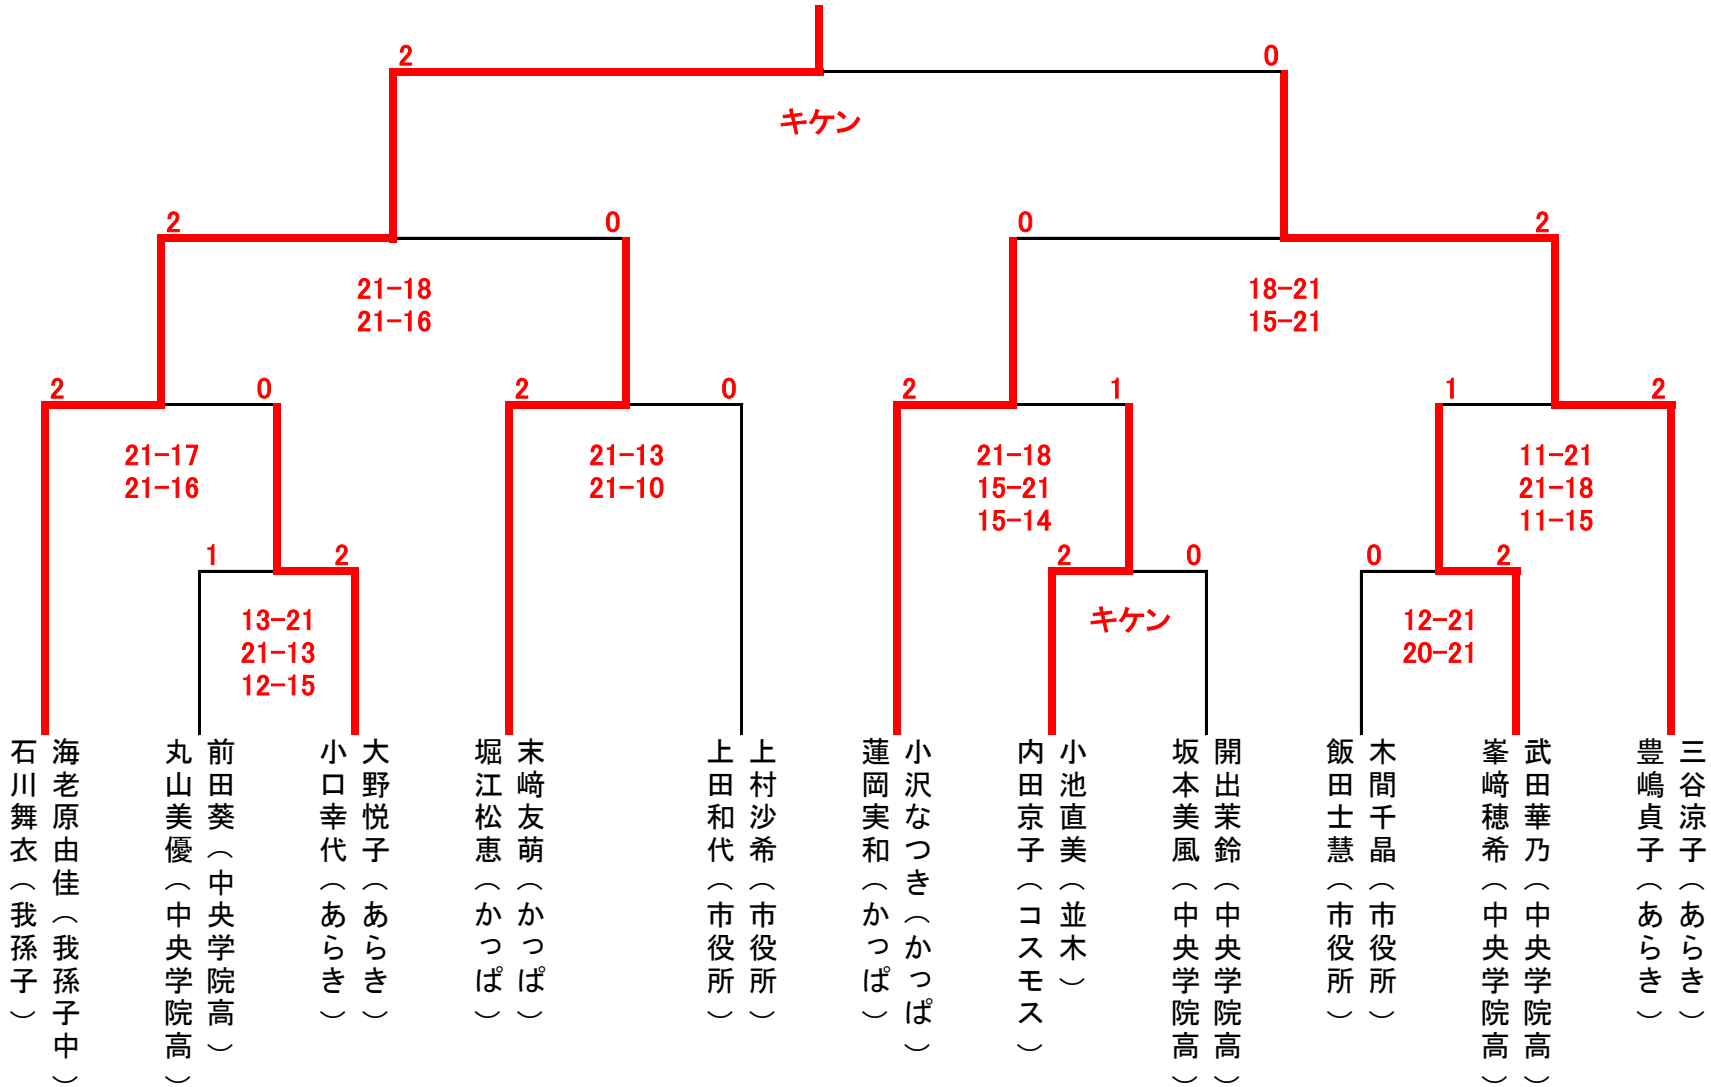 2
0
キケン
2
0
0
2
21-18
21-16
18-21
15-21
2
0
2
0
2
1
1
2
21-17
21-16
21-13
21-10
21-18
15-21
15-14
11-21
21-18
11-15
1
2
2
0
0
2
13-21
21-13
12-15
キケン
12-21
20-21
石川舞衣（我孫子）
海老原由佳（我孫子中）
丸山美優（中央学院高）
前田葵（中央学院高）
小口幸代（あらき）
大野悦子（あらき）
堀江松恵（かっぱ）
末﨑友萌（かっぱ）
上田和代（市役所）
上村沙希（市役所）
蓮岡実和（かっぱ）
小沢なつき（かっぱ）
内田京子（コスモス）
小池直美（並木）
坂本美風（中央学院高）
開出茉鈴（中央学院高）
飯田士慧（市役所）
木間千晶（市役所）
峯﨑穂希（中央学院高）
武田華乃（中央学院高）
豊嶋貞子（あらき）
三谷涼子（あらき）